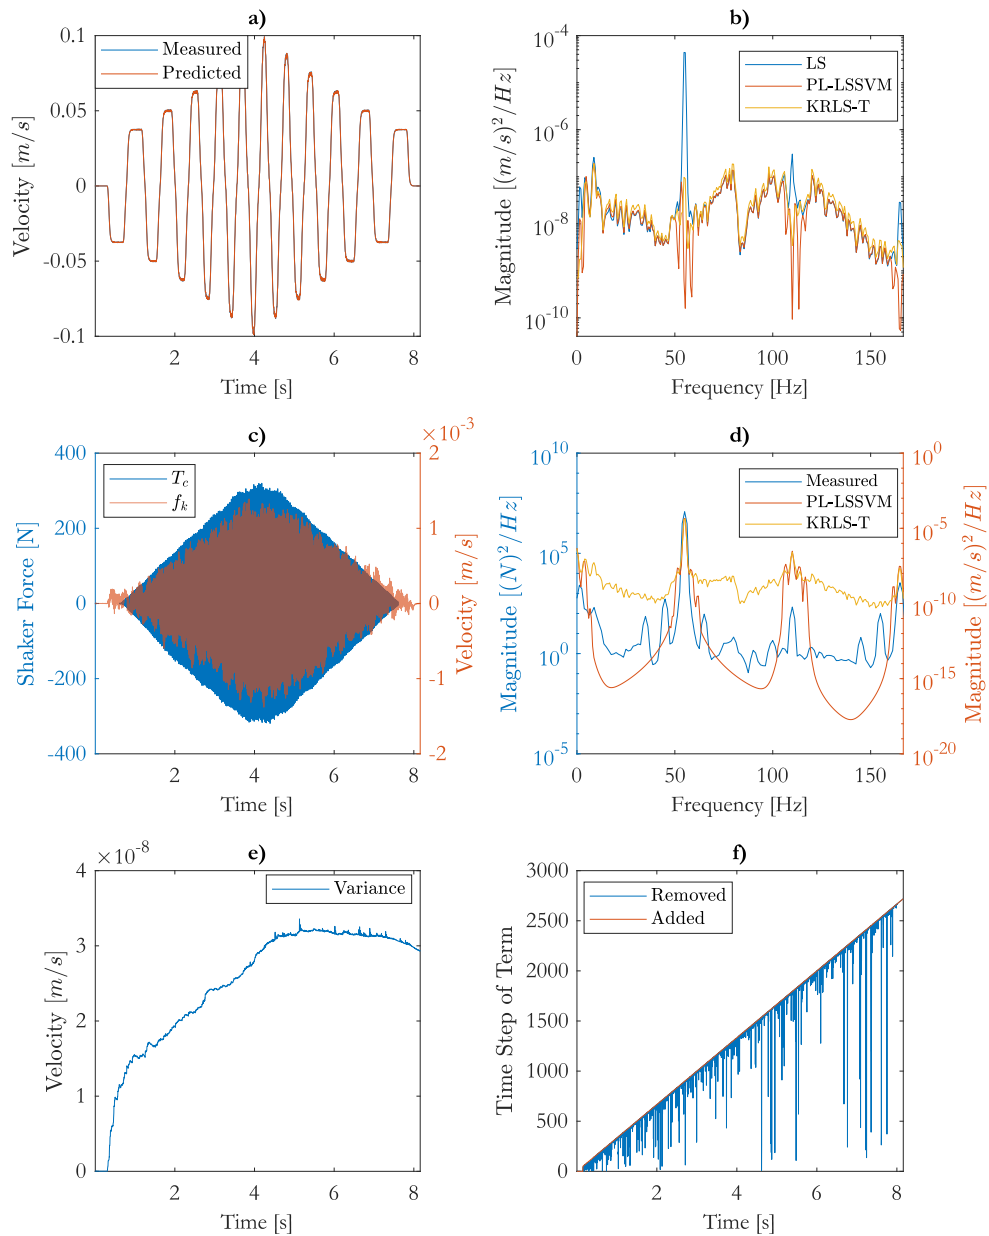 a)
0.1
0.05
0
-0.05
-0.1
Velocity [m/s]
Measured
Predicted
2 4 6 8
Time [s]
b)
10^-4
10^-6
10^-8
10^-10
Magnitude [(m/s)^2/Hz]
LS
PL-LSSVM
KRLS-T
0 50 100 150
Frequency [Hz]
c)
×10^-3
400
200
0
-200
-400
Shaker Force [N]
T_c
f_k
2
1
0
-1
-2
Velocity [m/s]
2 4 6 8
Time [s]
d)
10^10
10^5
10^0
10^-5
Magnitude [(N)^2/Hz]
Measured
PL-LSSVM
KRLS-T
10^0
10^-5
10^-10
10^-15
10^-20
Magnitude [(m/s)^2/Hz]
0 50 100 150
Frequency [Hz]
e)
×10^-8
4
3
2
1
0
Velocity [m/s]
Variance
2 4 6 8
Time [s]
f)
3000
2500
2000
1500
1000
500
0
Time Step of Term
Removed
Added
2 4 6 8
Time [s]